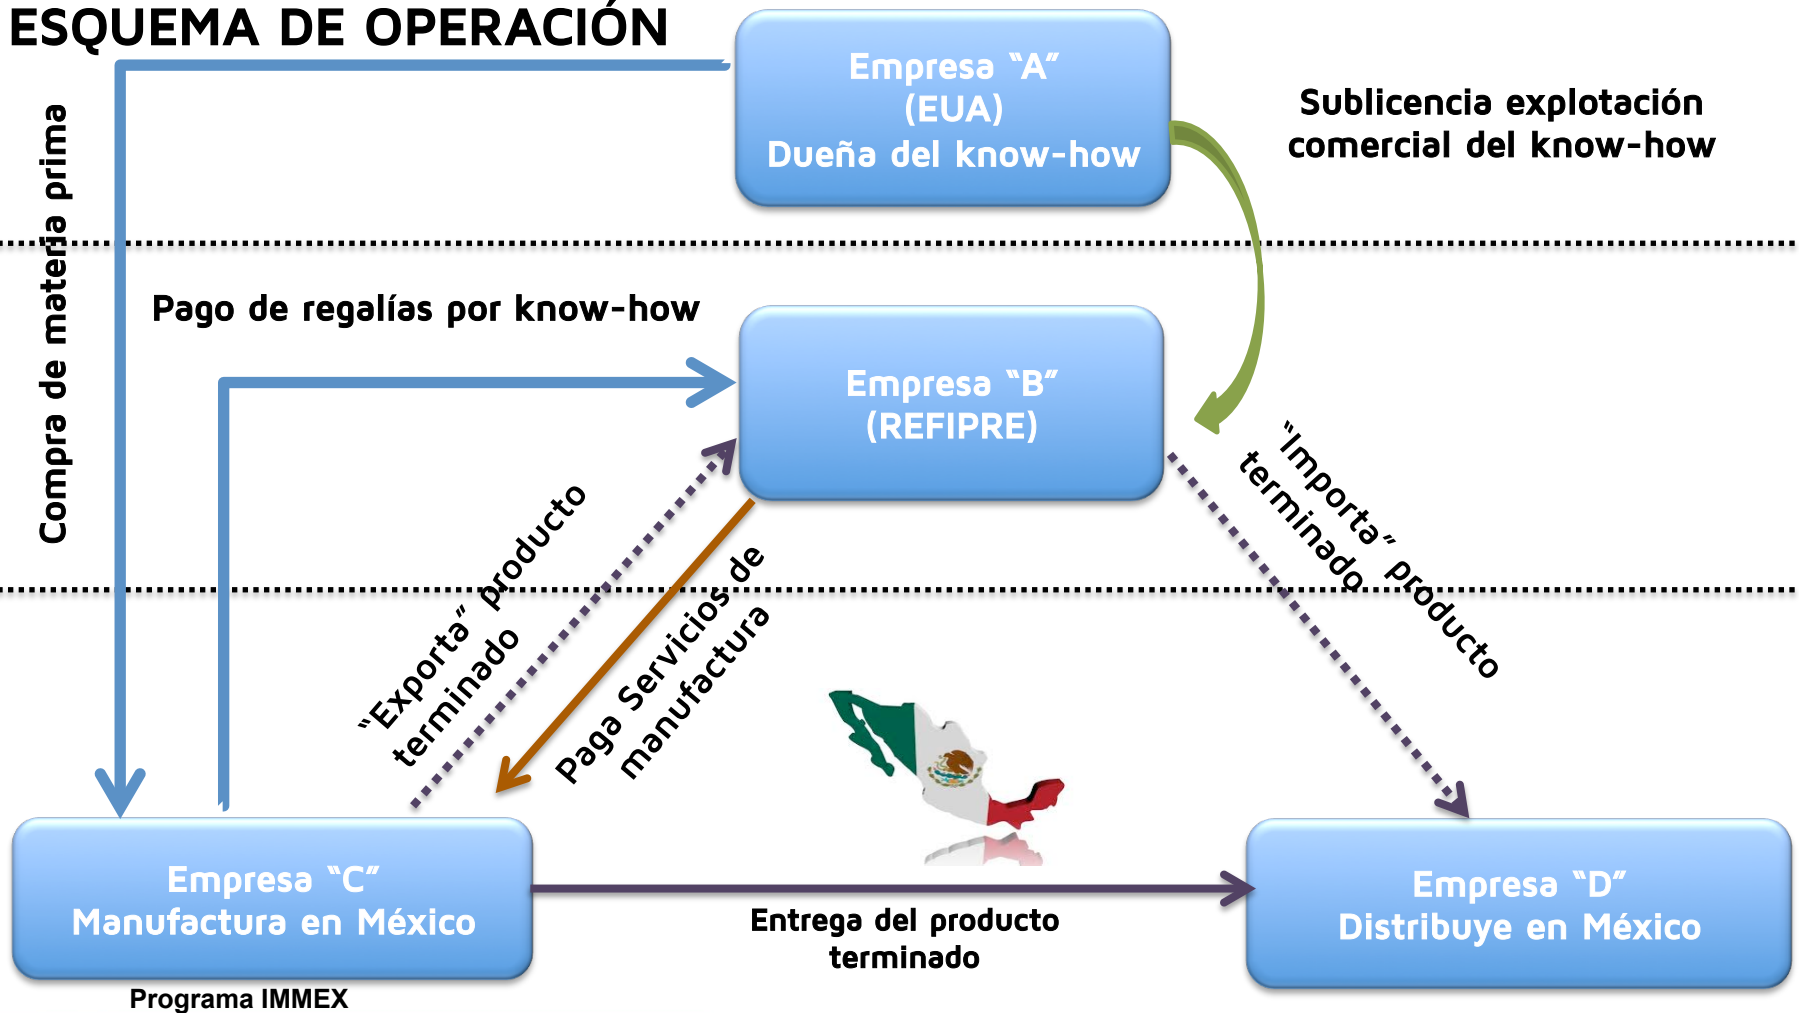 ESQUEMA DE OPERACIÓN
Empresa “A”
(EUA)
Dueña del know-how
Sublicencia explotación
comercial del know-how
Compra de materia prima
Pago de regalías por know-how
Empresa “B”
(REFIPRE)
“Exporta” producto
terminado
Paga Servicios de
manufactura
“Importa” producto
terminado
Empresa “C”
Manufactura en México
Entrega del producto
terminado
Empresa “D”
Distribuye en México
Programa IMMEX